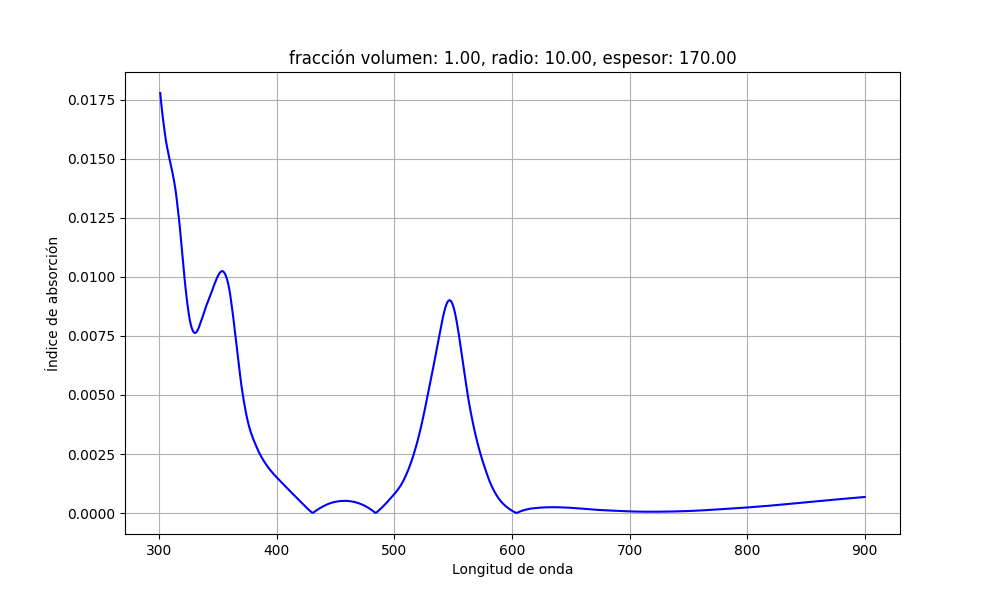 fracción volumen: 1.00, radio: 10.00, espesor: 170.00
0.0175
0.0150
0.0125
0.0100
0.0075
0.0050
0.0025
0.0000
Índice de absorción
300 400 500 600 700 800 900
Longitud de onda